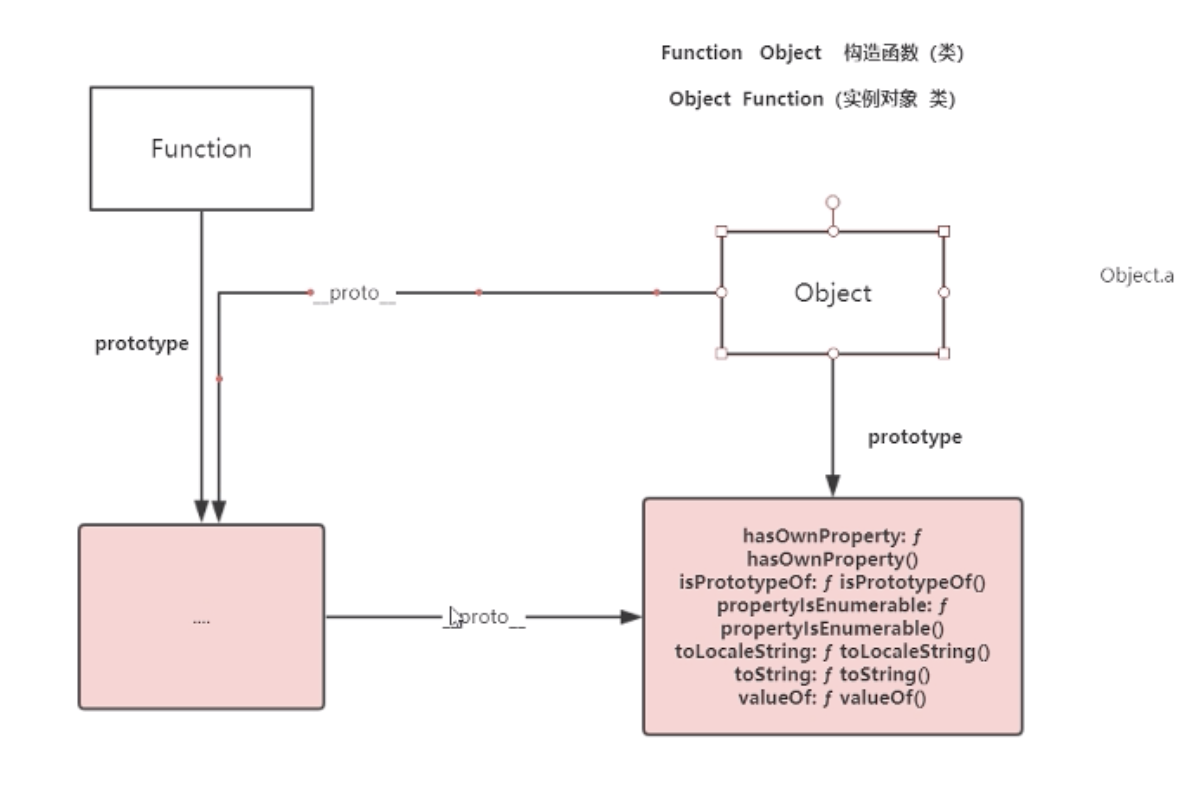 Function Object 构造函数 (类)
Object Function (实例对象 类)
Function
Object
Object.a
__proto__
prototype
prototype
....
__proto__
hasOwnProperty: ƒ
hasOwnProperty()
isPrototypeOf: ƒ isPrototypeOf()
propertyIsEnumerable: ƒ
propertyIsEnumerable()
toLocaleString: ƒ toLocaleString()
toString: ƒ toString()
valueOf: ƒ valueOf()